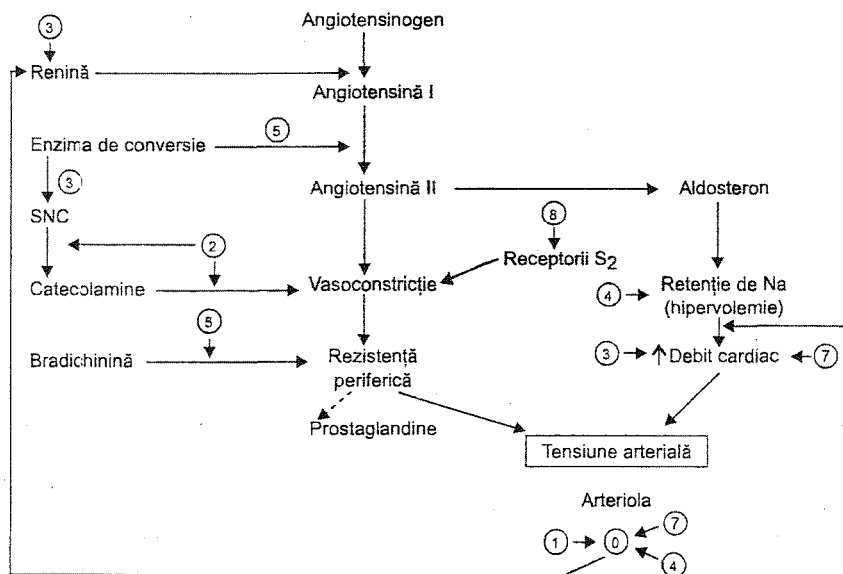 Angiotensinogen
3
Renină
Angiotensină I
Enzima de conversie
5
3
Angiotensină II
Aldosteron
SNC
8
2
Receptorii S2
Catecolamine
Vasoconstricție
4
Retenție de Na
(hipervolemie)
5
Bradichinină
Rezistență
periferică
3
↑ Debit cardiac
7
Prostaglandine
Tensiune arterială
Arteriola
7
1
0
4